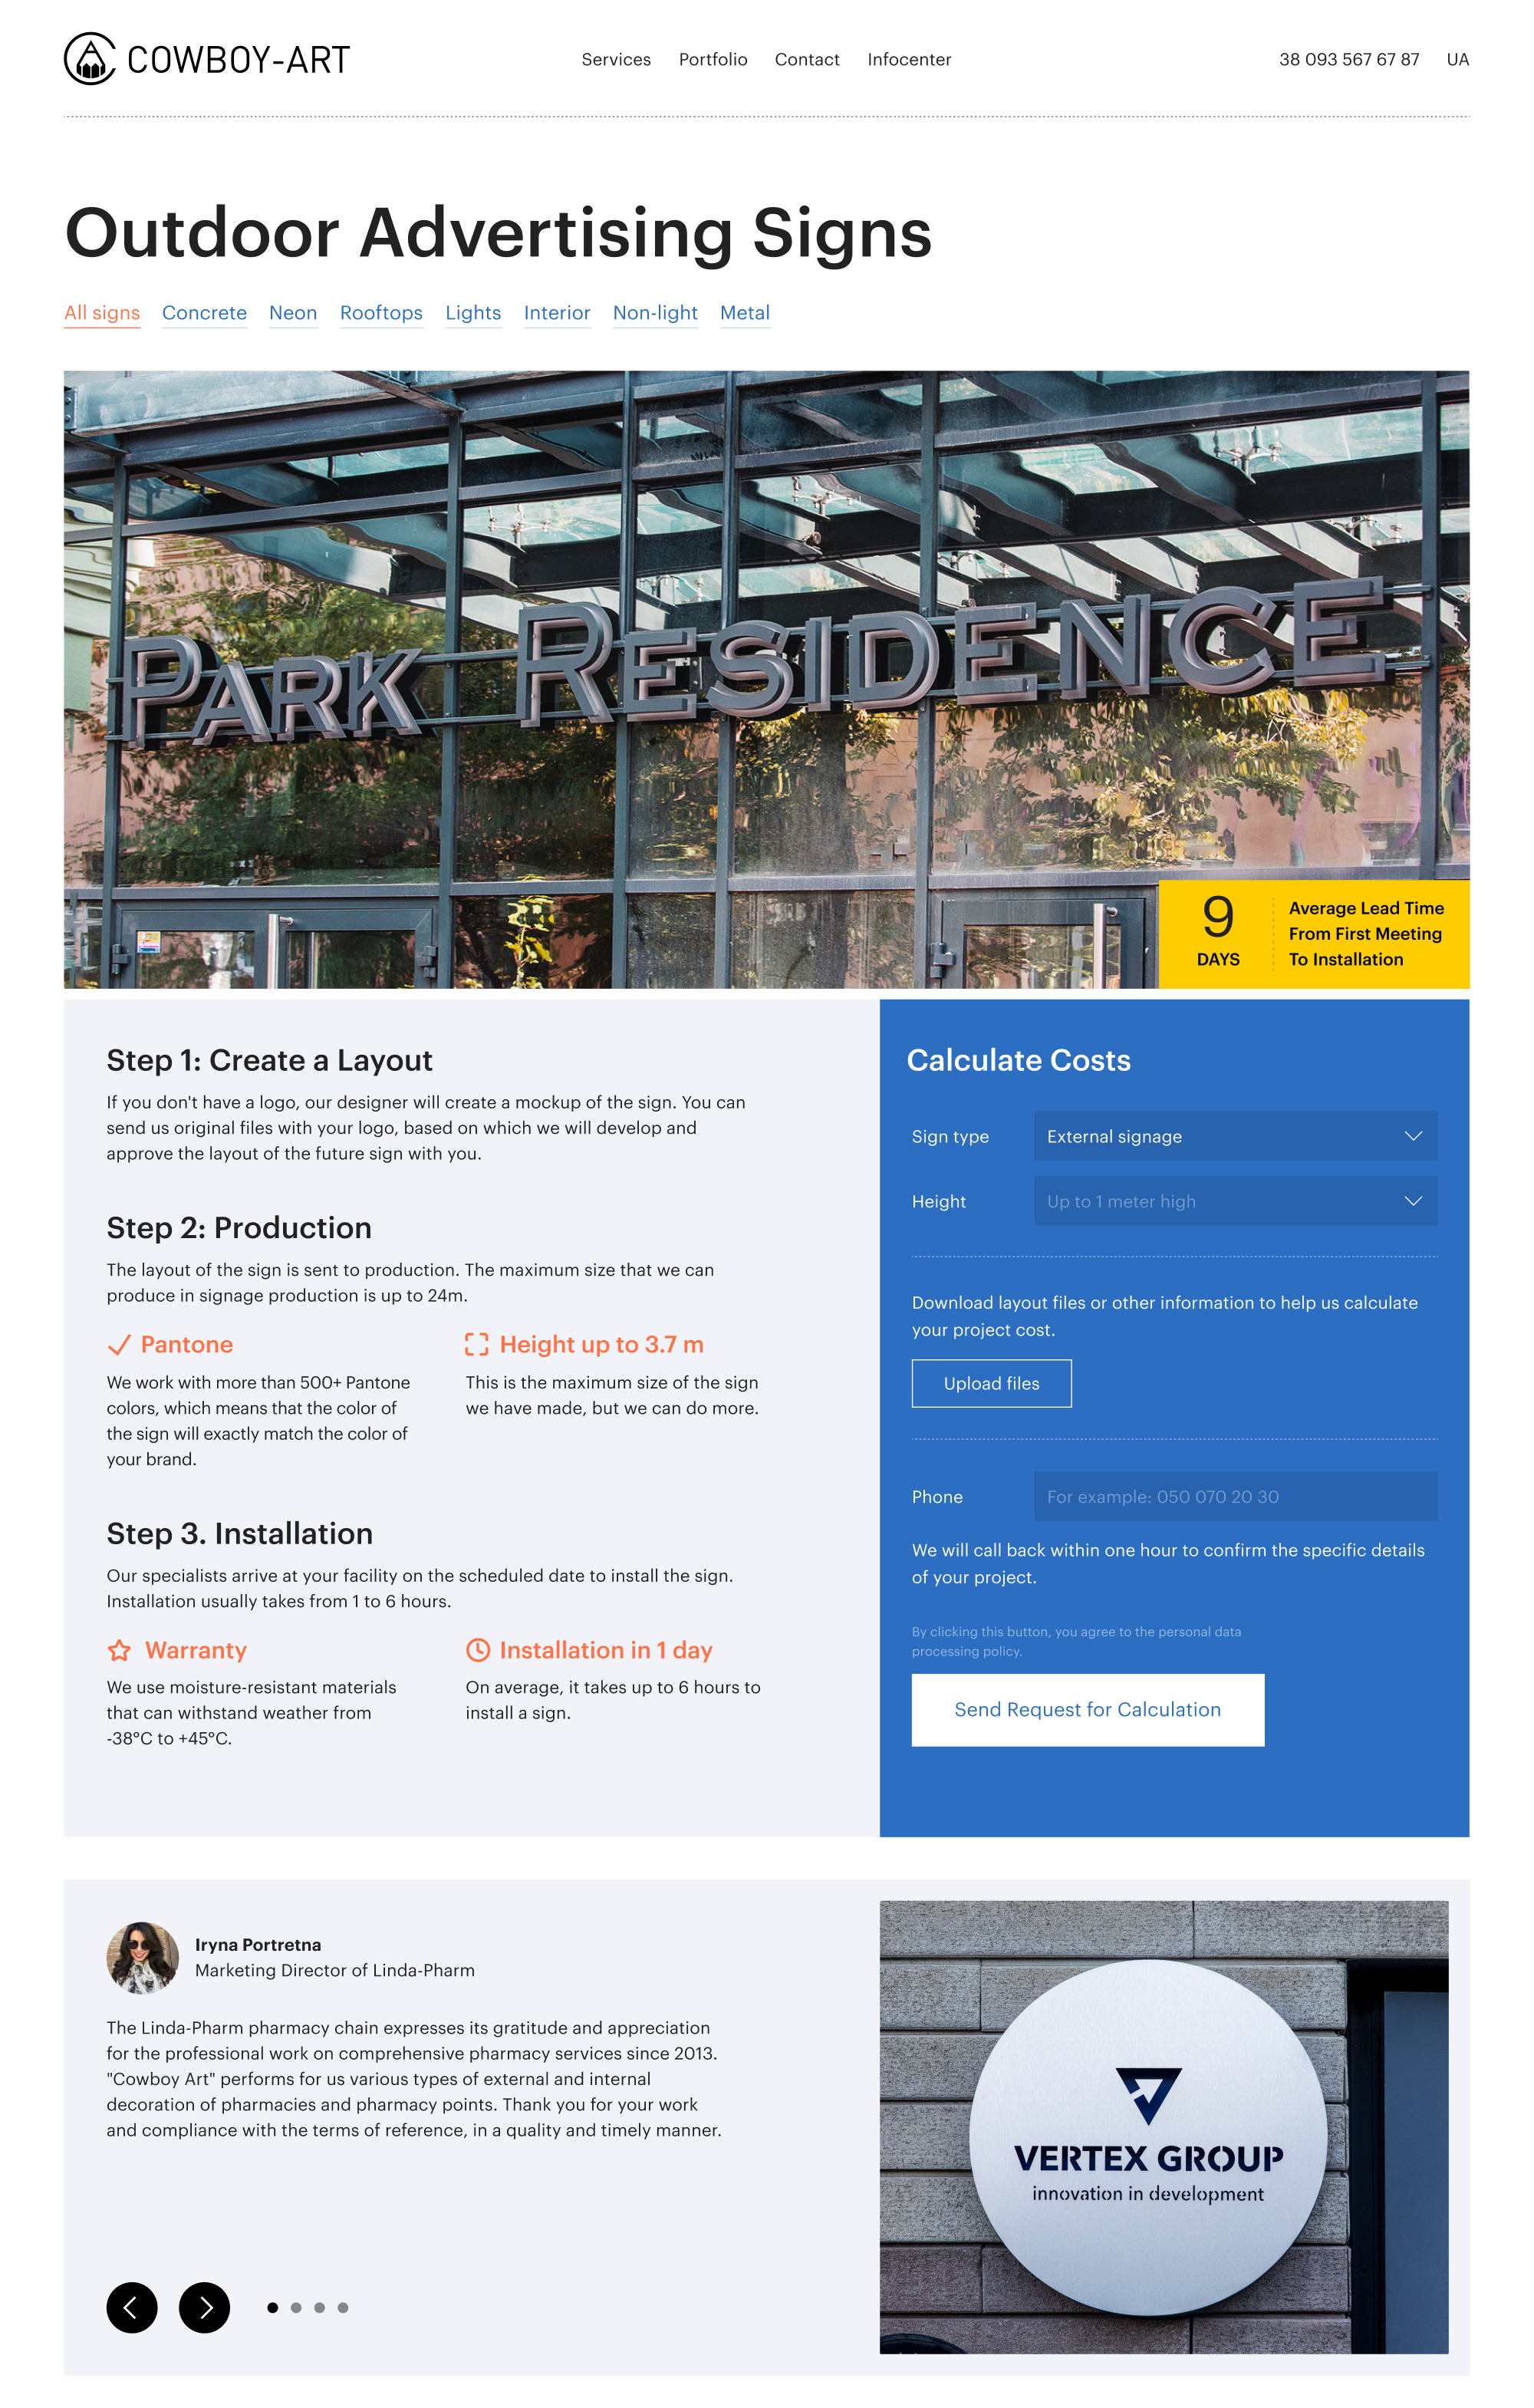 COWBOY-ART
Services Portfolio Contact Infocenter
38 093 567 67 87 UA
Outdoor Advertising Signs
All signs Concrete Neon Rooftops Lights Interior Non-light Metal
PARK RESIDENCE
9
DAYS
Average Lead Time
From First Meeting
To Installation
Step 1: Create a Layout
If you don't have a logo, our designer will create a mockup of the sign. You can
send us original files with your logo, based on which we will develop and
approve the layout of the future sign with you.
Step 2: Production
The layout of the sign is sent to production. The maximum size that we can
produce in signage production is up to 24m.
Pantone
We work with more than 500+ Pantone
colors, which means that the color of
the sign will exactly match the color of
your brand.
Height up to 3.7 m
This is the maximum size of the sign
we have made, but we can do more.
Step 3. Installation
Our specialists arrive at your facility on the scheduled date to install the sign.
Installation usually takes from 1 to 6 hours.
Warranty
We use moisture-resistant materials
that can withstand weather from
-38°C to +45°C.
Installation in 1 day
On average, it takes up to 6 hours to
install a sign.
Calculate Costs
Sign type External signage
Height Up to 1 meter high
Download layout files or other information to help us calculate
your project cost.
Upload files
Phone For example: 050 070 20 30
We will call back within one hour to confirm the specific details
of your project.
By clicking this button, you agree to the personal data
processing policy.
Send Request for Calculation
Iryna Portretna
Marketing Director of Linda-Pharm
The Linda-Pharm pharmacy chain expresses its gratitude and appreciation
for the professional work on comprehensive pharmacy services since 2013.
"Cowboy Art" performs for us various types of external and internal
decoration of pharmacies and pharmacy points. Thank you for your work
and compliance with the terms of reference, in a quality and timely manner.
VERTEX GROUP
innovation in development